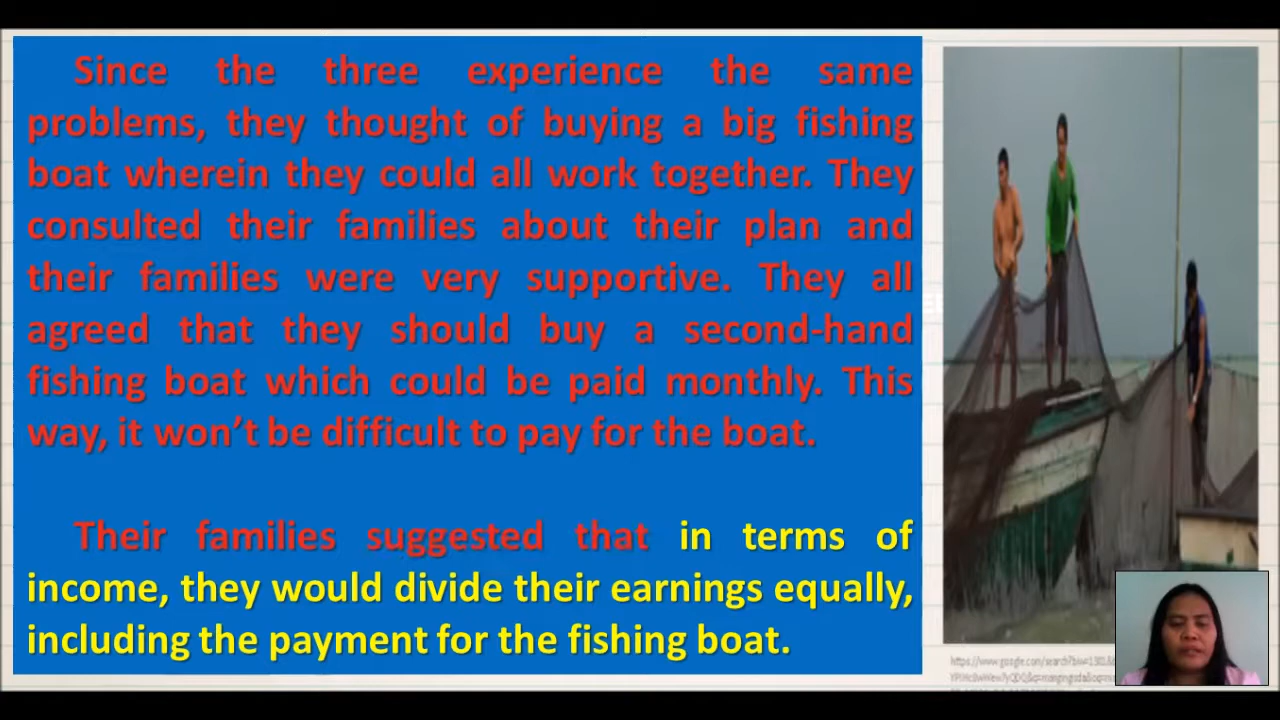 Since the three experience the same
problems, they thought of buying a big fishing
boat wherein they could all work together. They
consulted their families about their plan and
their families were very supportive. They all
agreed that they should buy a second-hand
fishing boat which could be paid monthly. This
way, it won't be difficult to pay for the boat.
Their families suggested that in terms of
income, they would divide their earnings equally,
including the payment for the fishing boat.